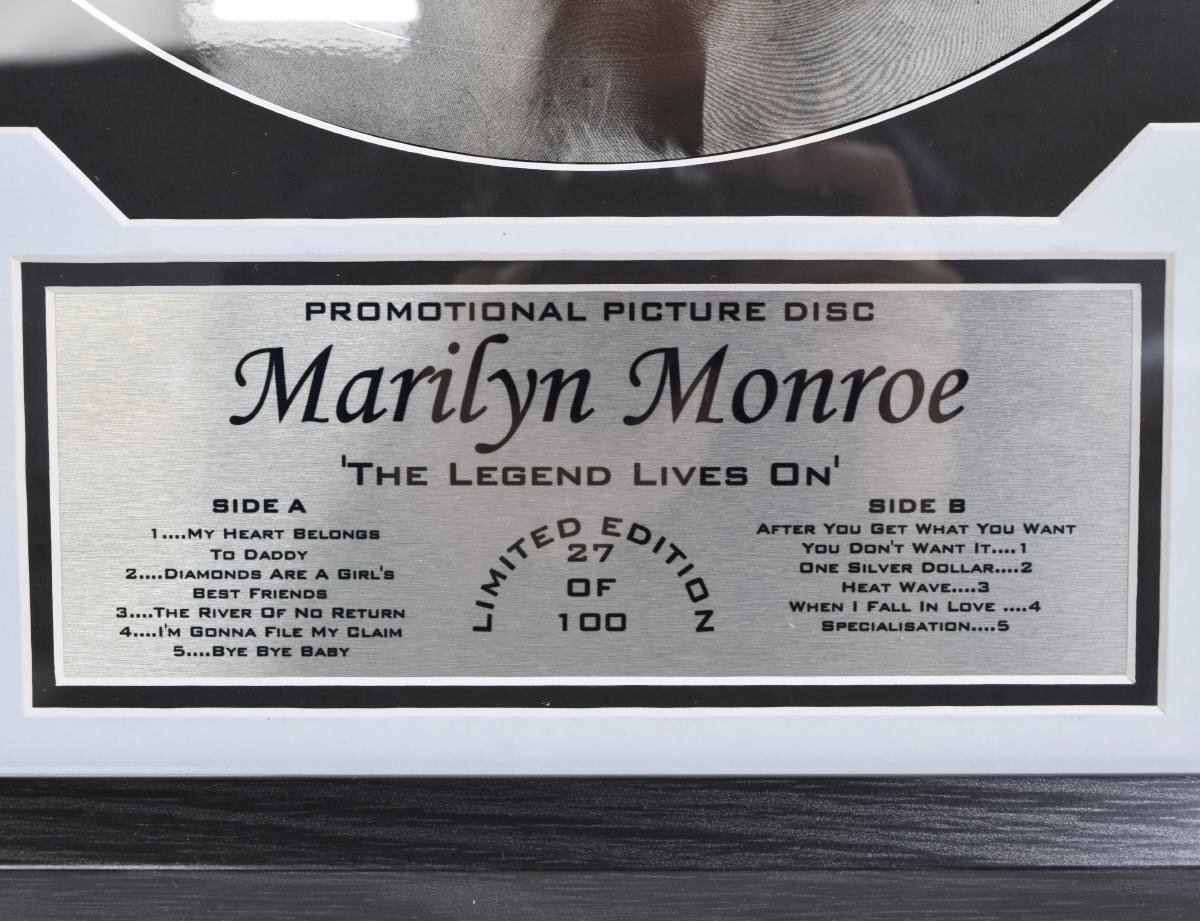 PROMOTIONAL PICTURE DISC
Marilyn Monroe
'THE LEGEND LIVES ON'
SIDE A
1....MY HEART BELONGS
TO DADDY
2....DIAMONDS ARE A GIRL'S
BEST FRIENDS
3....THE RIVER OF NO RETURN
4....I'M GONNA FILE MY CLAIM
5....BYE BYE BABY
LIMITED EDITION
27
OF
100
SIDE B
AFTER YOU GET WHAT YOU WANT
YOU DON'T WANT IT....1
ONE SILVER DOLLAR....2
HEAT WAVE....3
WHEN I FALL IN LOVE ....4
SPECIALISATION....5